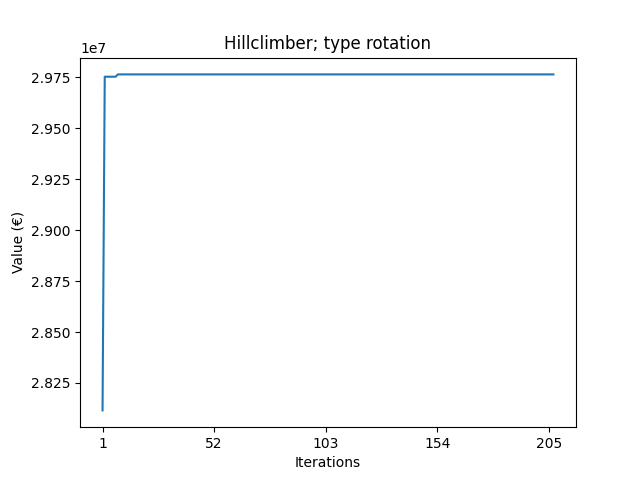 Hillclimber; type rotation
1e7
2.975
2.950
2.925
2.900
2.875
2.850
2.825
Value (€)
1 52 103 154 205
Iterations